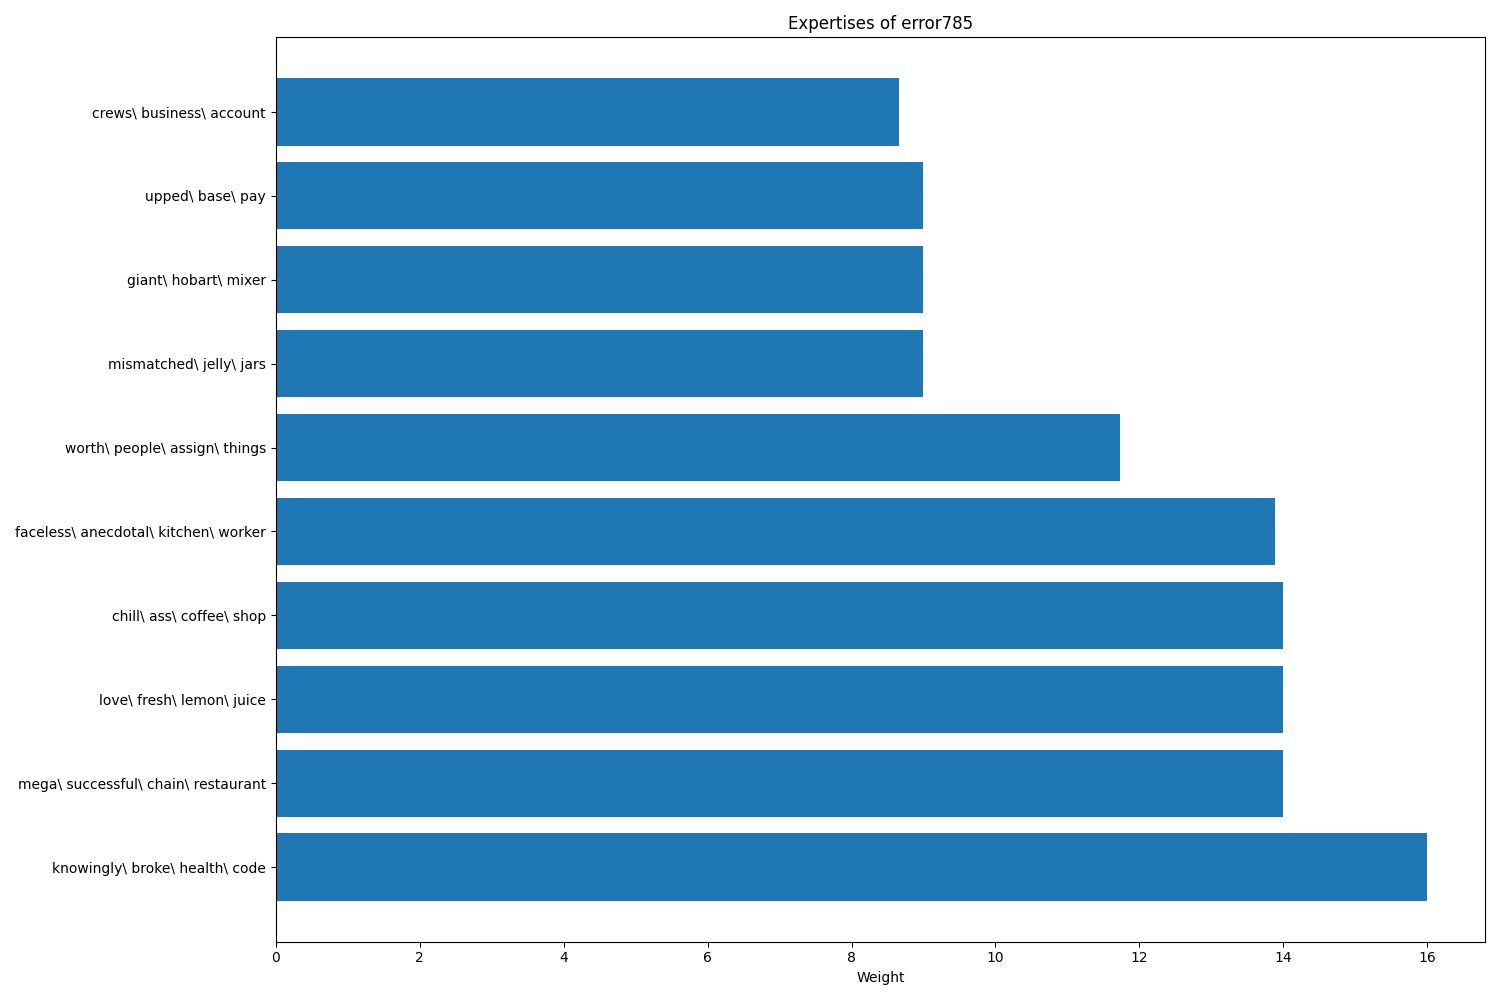 Expertises of error785
crews\ business\ account
upped\ base\ pay
giant\ hobart\ mixer
mismatched\ jelly\ jars
worth\ people\ assign\ things
faceless\ anecdotal\ kitchen\ worker
chill\ ass\ coffee\ shop
love\ fresh\ lemon\ juice
mega\ successful\ chain\ restaurant
knowingly\ broke\ health\ code
0 2 4 6 8 10 12 14 16
Weight